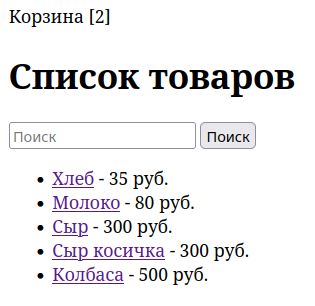 Корзина [2]
Список товаров
Поиск Поиск
Хлеб - 35 руб.
Молоко - 80 руб.
Сыр - 300 руб.
Сыр косичка - 300 руб.
Колбаса - 500 руб.